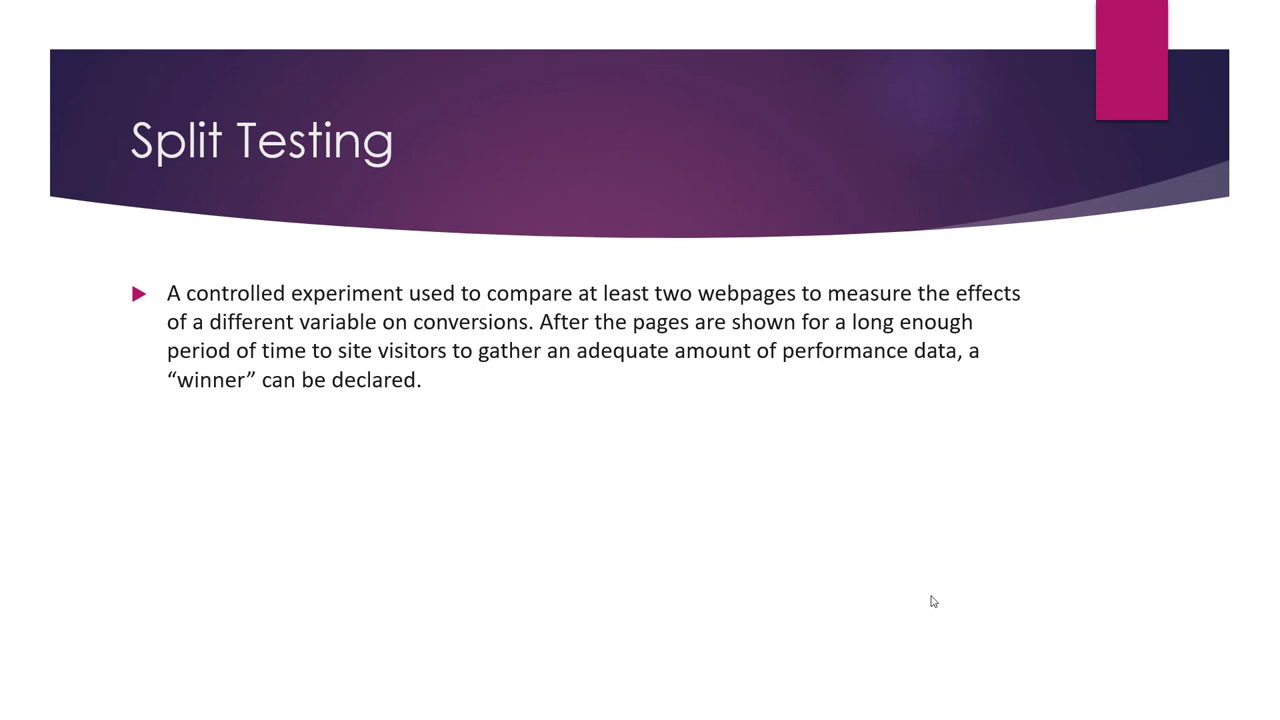 Split Testing
A controlled experiment used to compare at least two webpages to measure the effects
of a different variable on conversions. After the pages are shown for a long enough
period of time to site visitors to gather an adequate amount of performance data, a
“winner” can be declared.